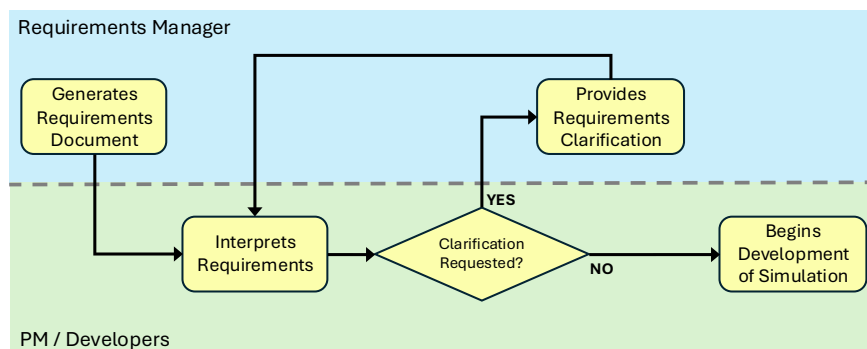 Requirements Manager
Generates
Requirements
Document
Provides
Requirements
Clarification
YES
Interprets
Requirements
Clarification
Requested?
NO
Begins
Development
of Simulation
PM / Developers